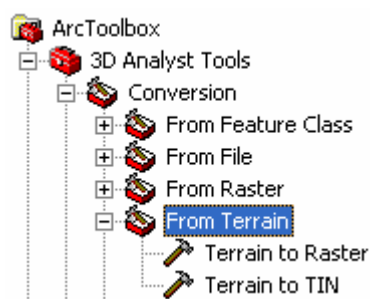 ArcToolbox
3D Analyst Tools
Conversion
From Feature Class
From File
From Raster
From Terrain
Terrain to Raster
Terrain to TIN